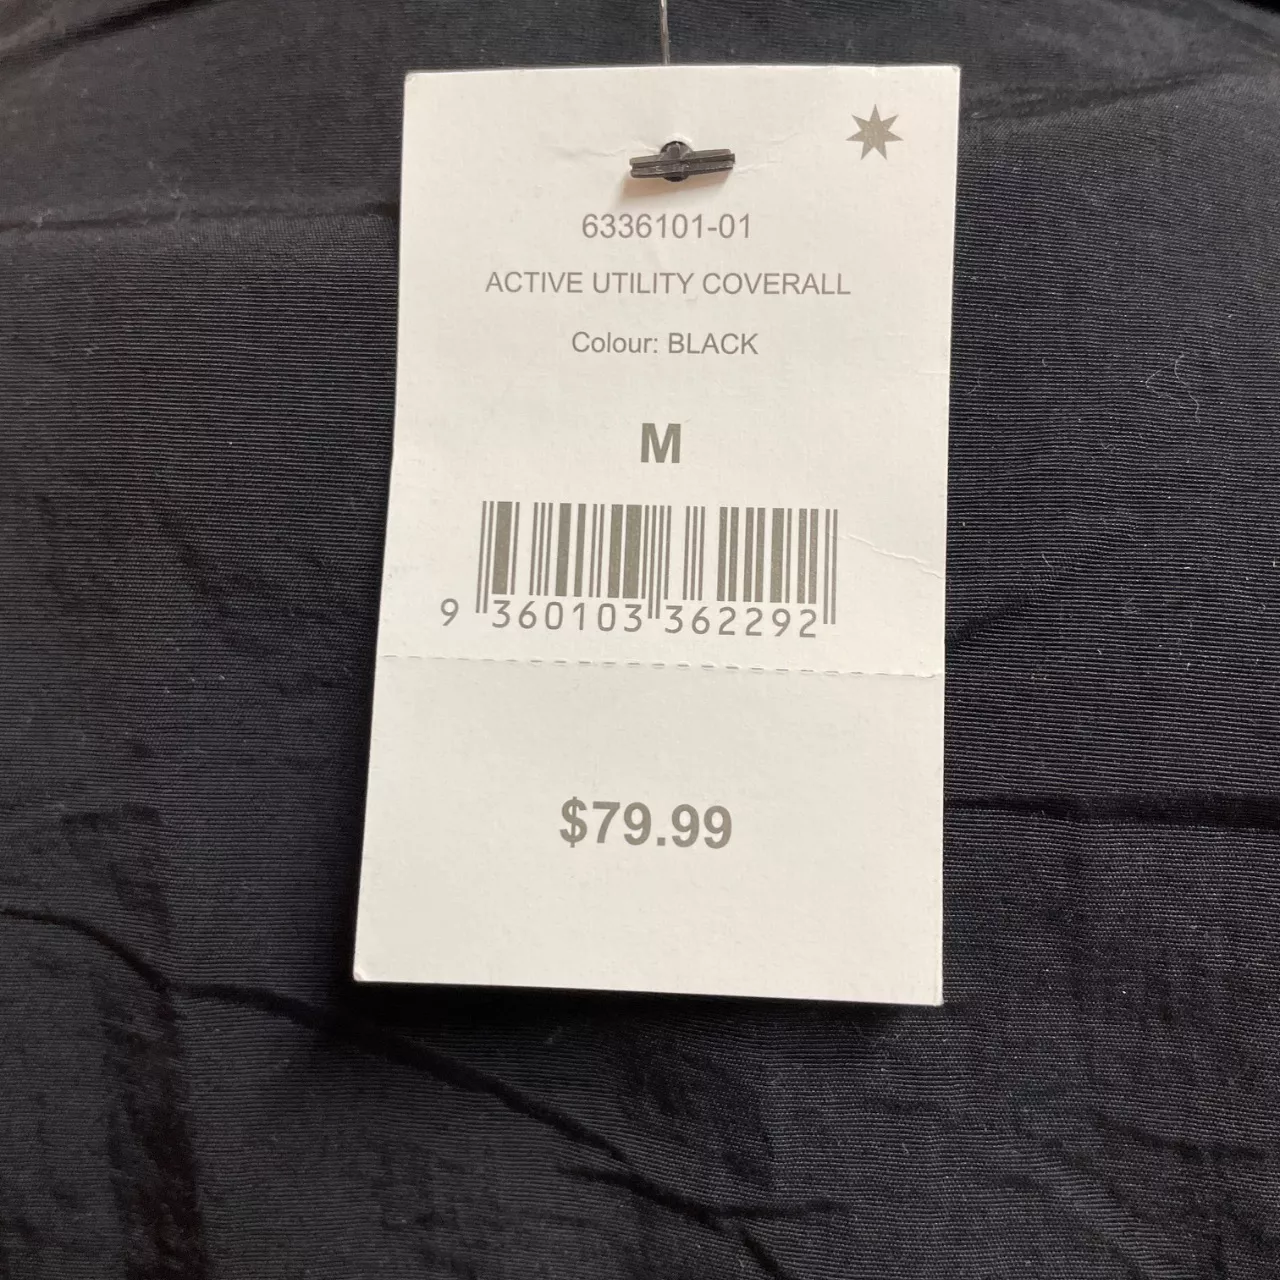 6336101-01
ACTIVE UTILITY COVERALL
Colour: BLACK
M
9 360103 362292
$79.99